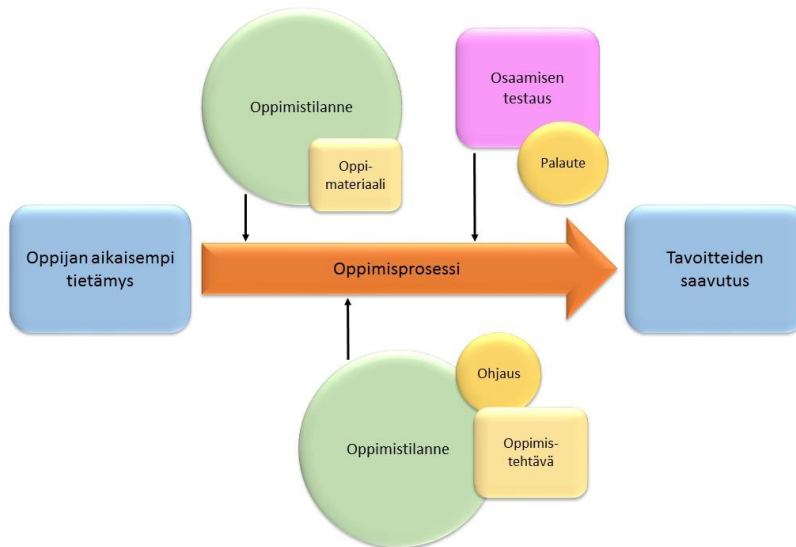 Oppimistilanne
Oppi-
materiaali
Osaamisen
testaus
Palaute
Oppijan aikaisempi
tietämys
Oppimisprosessi
Tavoitteiden
saavutus
Oppimistilanne
Ohjaus
Oppimis-
tehtävä